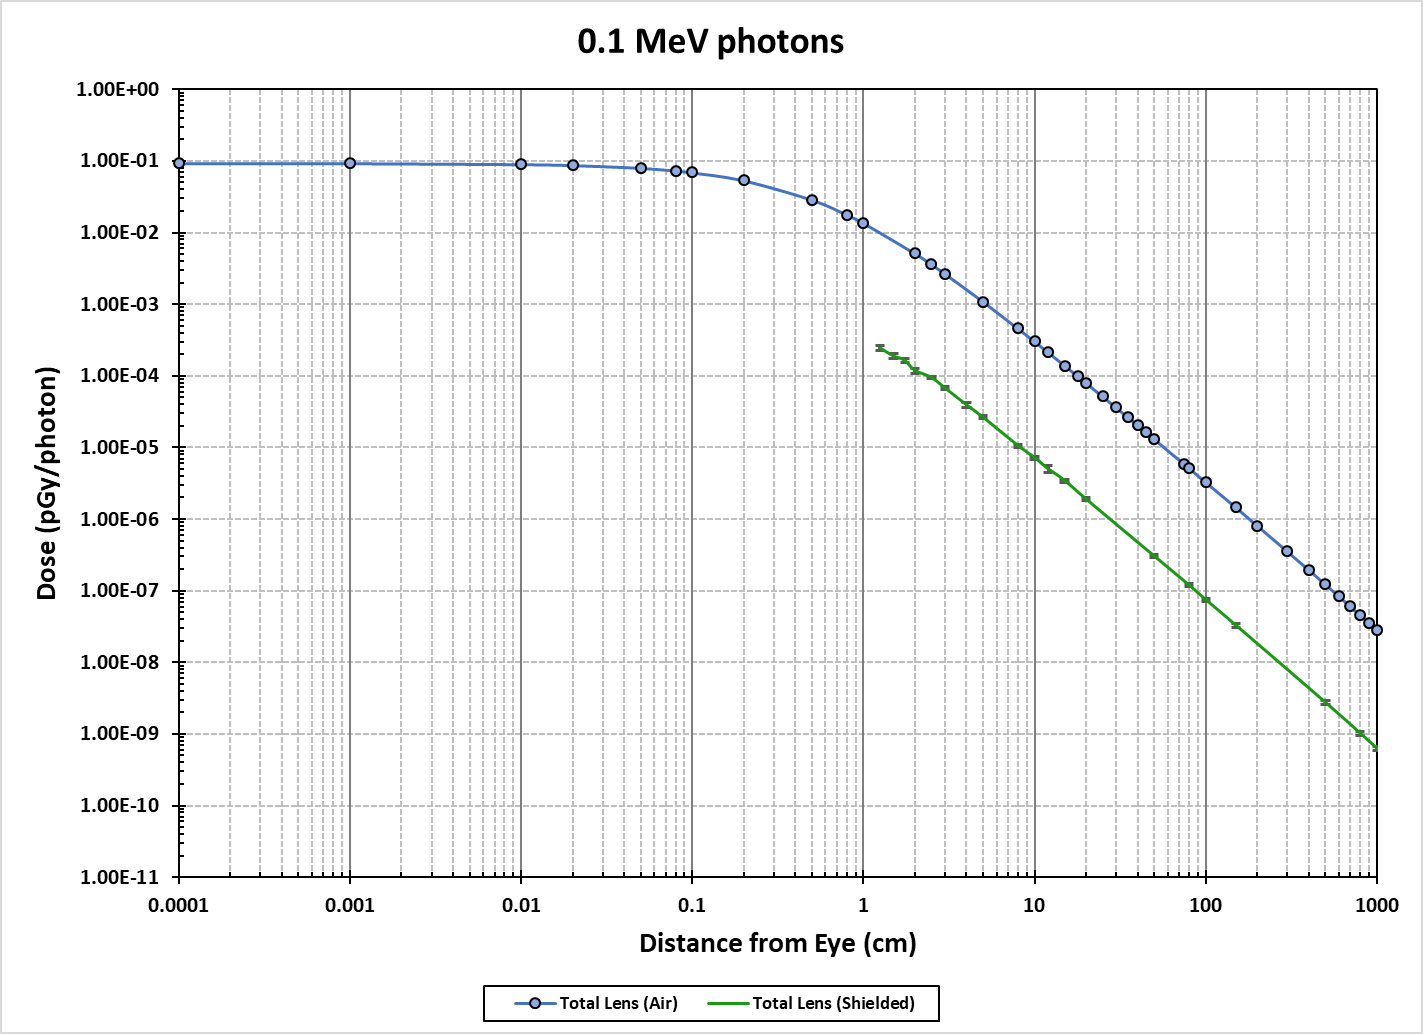 0.1 MeV photons
1.00E+00
1.00E-01
1.00E-02
1.00E-03
1.00E-04
1.00E-05
1.00E-06
1.00E-07
1.00E-08
1.00E-09
1.00E-10
1.00E-11
Dose (pGy/photon)
0.0001 0.001 0.01 0.1 1 10 100 1000
Distance from Eye (cm)
Total Lens (Air) Total Lens (Shielded)